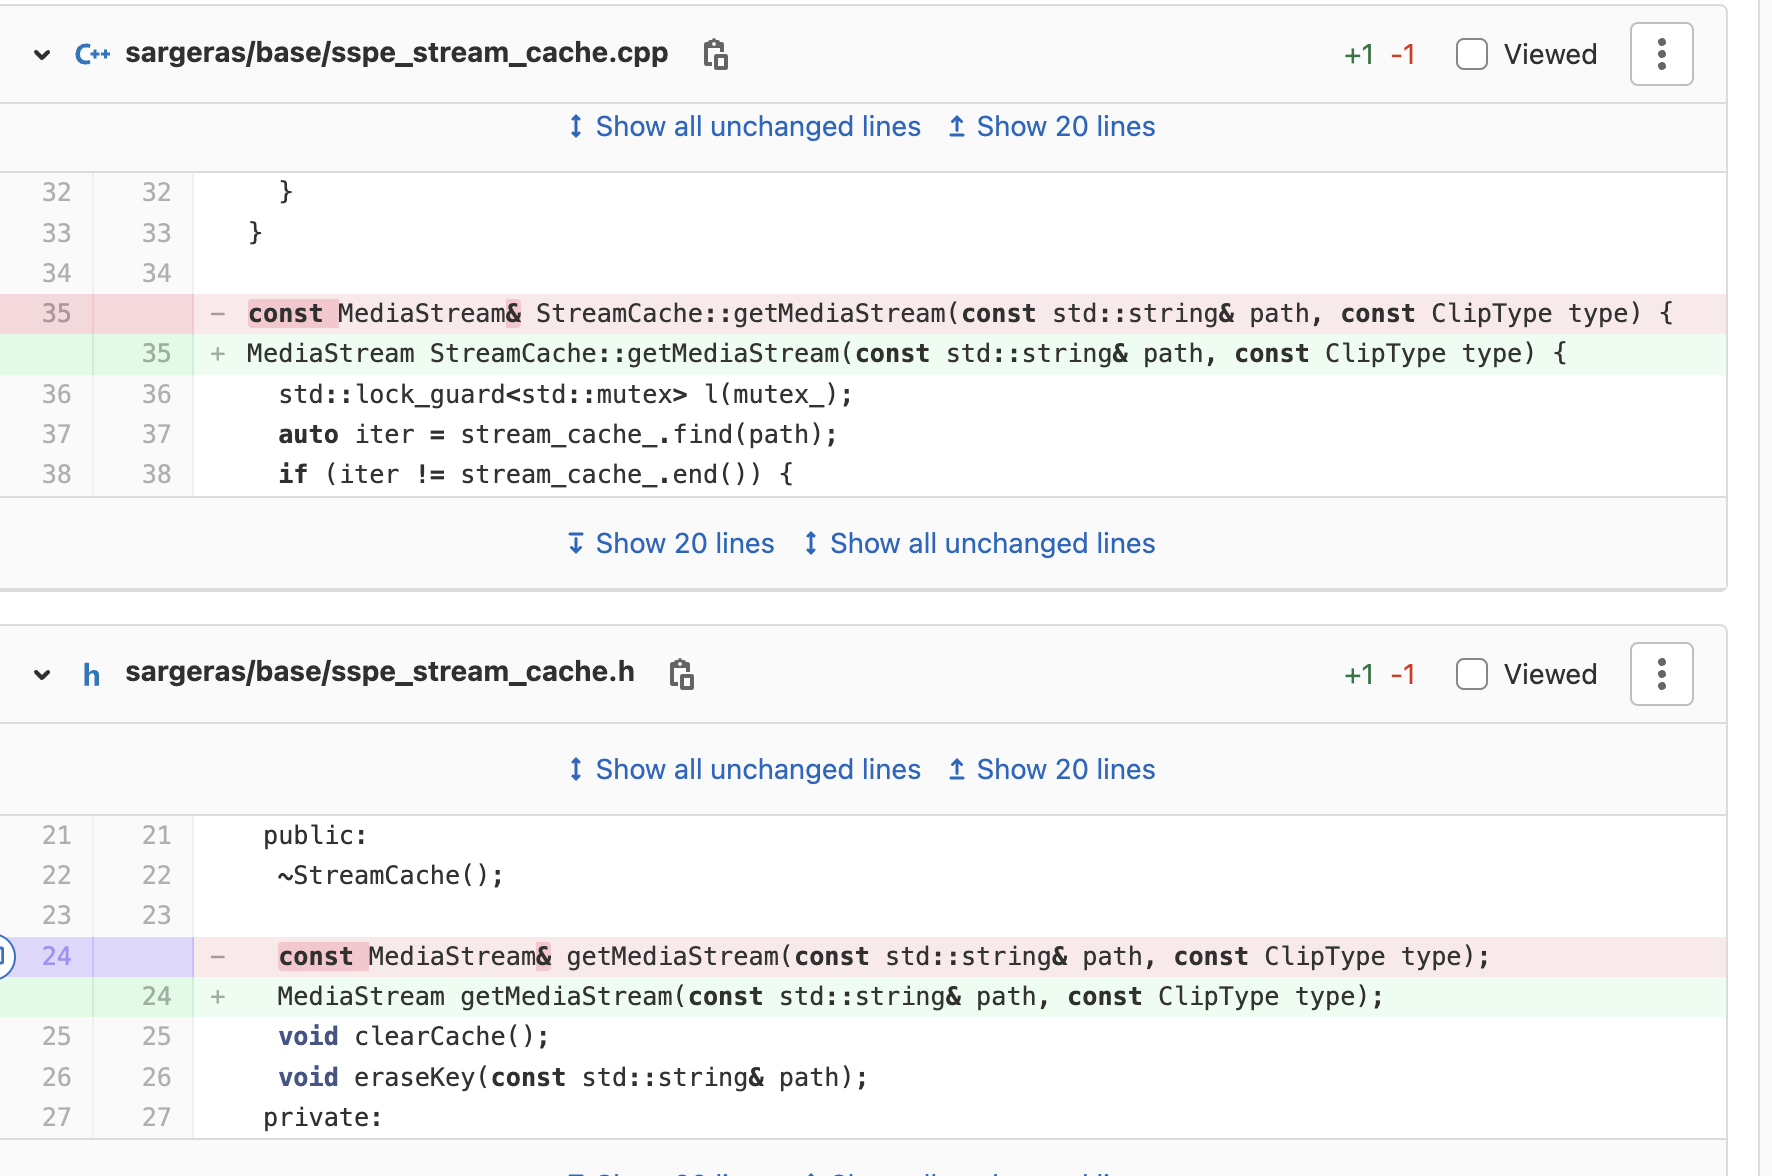 C++ sargeras/base/sspe_stream_cache.cpp +1 -1 Viewed
Show all unchanged lines Show 20 lines
32 32 }
33 33 }
34 34
35 - const MediaStream& StreamCache::getMediaStream(const std::string& path, const ClipType type) {
35 + MediaStream StreamCache::getMediaStream(const std::string& path, const ClipType type) {
36 36 std::lock_guard<std::mutex> l(mutex_);
37 37 auto iter = stream_cache_.find(path);
38 38 if (iter != stream_cache_.end()) {
Show 20 lines Show all unchanged lines
h sargeras/base/sspe_stream_cache.h +1 -1 Viewed
Show all unchanged lines Show 20 lines
21 21 public:
22 22 ~StreamCache();
23 23
24 - const MediaStream& getMediaStream(const std::string& path, const ClipType type);
24 + MediaStream getMediaStream(const std::string& path, const ClipType type);
25 25 void clearCache();
26 26 void eraseKey(const std::string& path);
27 27 private: